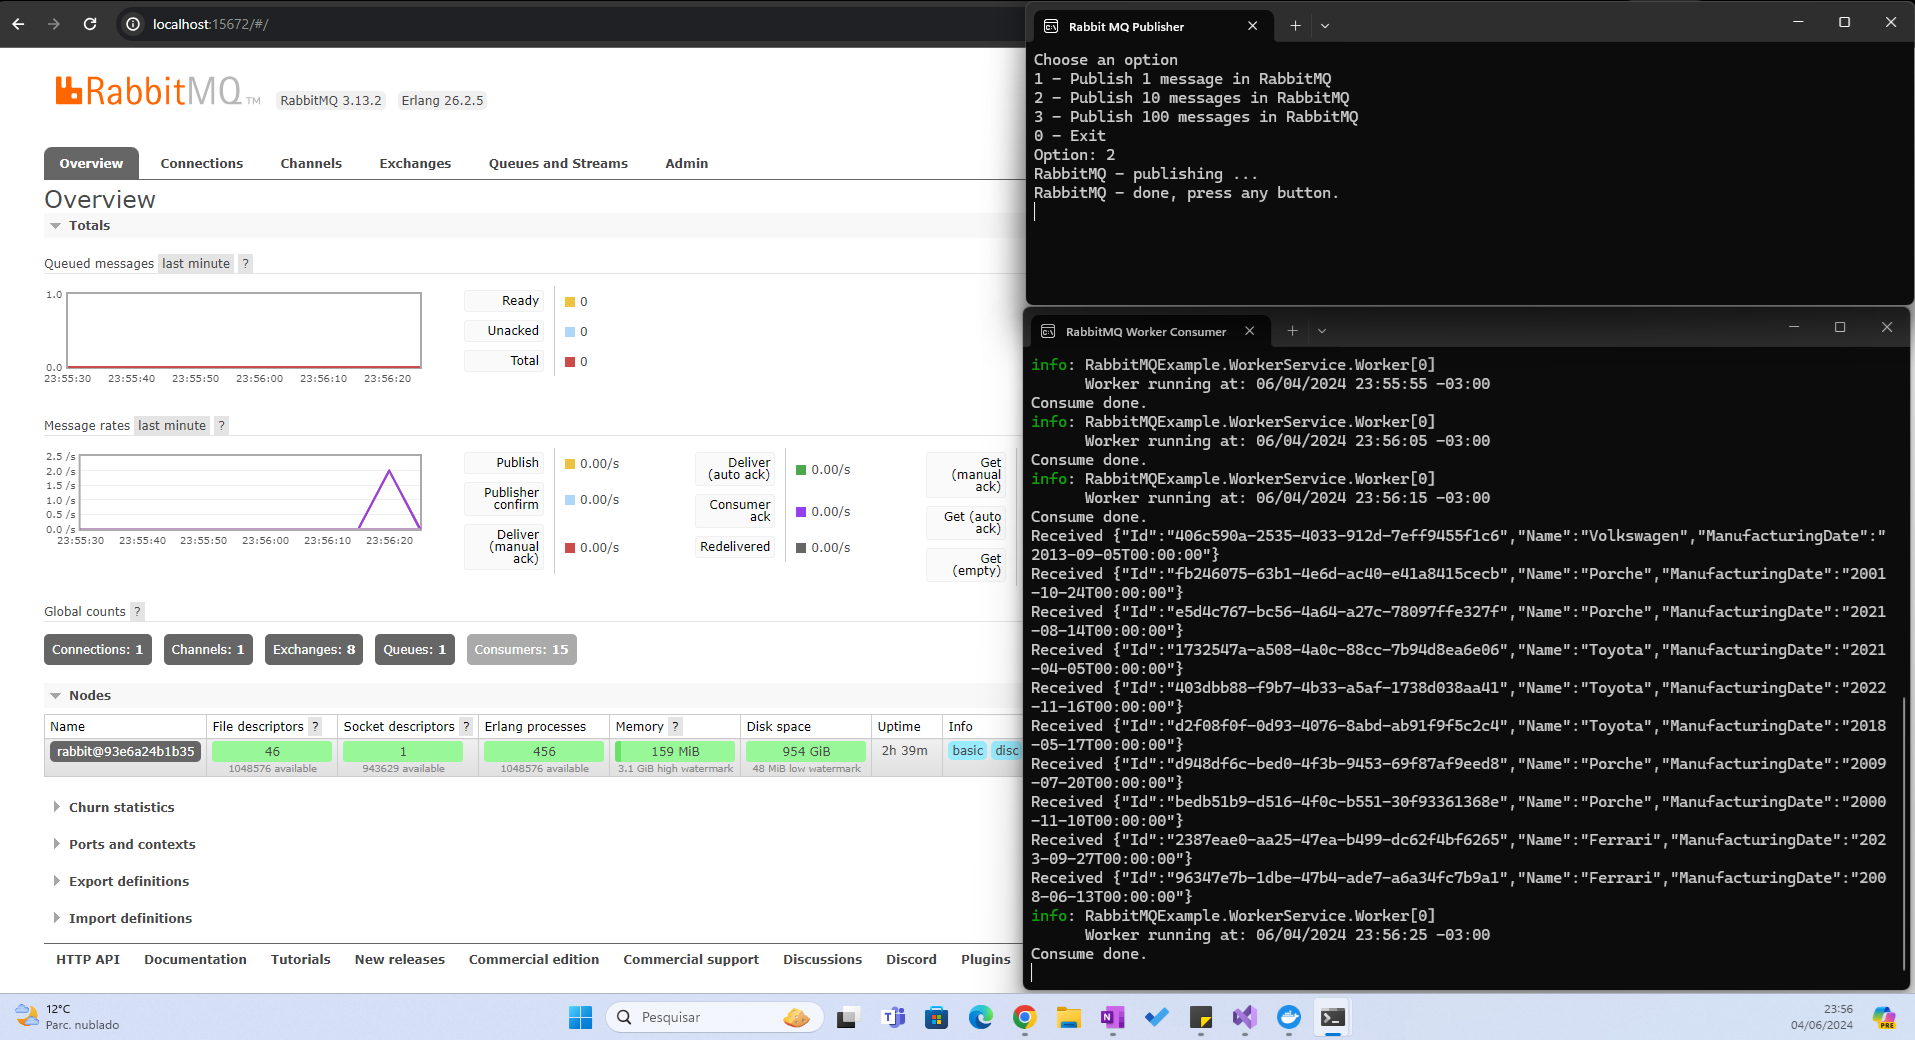 localhost:15672/#/
RabbitMQ TM RabbitMQ 3.13.2 Erlang 26.2.5
Overview Connections Channels Exchanges Queues and Streams Admin
Overview
Totals
Queued messages last minute ?
1.0
0.0
23:55:30 23:55:40 23:55:50 23:56:00 23:56:10 23:56:20
Ready 0
Unacked 0
Total 0
Message rates last minute ?
2.5 /s
2.0 /s
1.5 /s
1.0 /s
0.5 /s
0.0 /s
23:55:30 23:55:40 23:55:50 23:56:00 23:56:10 23:56:20
Publish 0.00/s
Publisher
confirm 0.00/s
Deliver
(manual
ack) 0.00/s
Deliver
(auto ack) 0.00/s
Consumer
ack 0.00/s
Redelivered 0.00/s
Get
(manual
ack)
Get (auto
ack)
Get
(empty)
Global counts ?
Connections: 1 Channels: 1 Exchanges: 8 Queues: 1 Consumers: 15
Nodes
Name File descriptors ? Socket descriptors ? Erlang processes Memory ? Disk space Uptime Info
rabbit@93e6a24b1b35 46 1 456 159 MiB 954 GiB 2h 39m basic disc
1048576 available 943629 available 1048576 available 3.1 GiB high watermark 48 MiB low watermark
Churn statistics
Ports and contexts
Export definitions
Import definitions
HTTP API Documentation Tutorials New releases Commercial edition Commercial support Discussions Discord Plugins
Rabbit MQ Publisher
Choose an option
1 - Publish 1 message in RabbitMQ
2 - Publish 10 messages in RabbitMQ
3 - Publish 100 messages in RabbitMQ
0 - Exit
Option: 2
RabbitMQ - publishing ...
RabbitMQ - done, press any button.
RabbitMQ Worker Consumer
info: RabbitMQExample.WorkerService.Worker[0]
Worker running at: 06/04/2024 23:55:55 -03:00
Consume done.
info: RabbitMQExample.WorkerService.Worker[0]
Worker running at: 06/04/2024 23:56:05 -03:00
Consume done.
info: RabbitMQExample.WorkerService.Worker[0]
Worker running at: 06/04/2024 23:56:15 -03:00
Consume done.
Received {"Id":"406c590a-2535-4033-912d-7eff9455f1c6","Name":"Volkswagen","ManufacturingDate":"
2013-09-05T00:00:00"}
Received {"Id":"fb246075-63b1-4e6d-ac40-e41a8415cecb","Name":"Porche","ManufacturingDate":"2001
-10-24T00:00:00"}
Received {"Id":"e5d4c767-bc56-4a64-a27c-78097ffe327f","Name":"Porche","ManufacturingDate":"2021
-08-14T00:00:00"}
Received {"Id":"1732547a-a508-4a0c-88cc-7b94d8ea6e06","Name":"Toyota","ManufacturingDate":"2021
-04-05T00:00:00"}
Received {"Id":"403dbb88-f9b7-4b33-a5af-1738d038aa41","Name":"Toyota","ManufacturingDate":"2022
-11-16T00:00:00"}
Received {"Id":"d2f08f0f-0d93-4076-8abd-ab91f9f5c2c4","Name":"Toyota","ManufacturingDate":"2018
-05-17T00:00:00"}
Received {"Id":"d948df6c-bed0-4f3b-9453-69f87af9eed8","Name":"Porche","ManufacturingDate":"2009
-07-20T00:00:00"}
Received {"Id":"bedb51b9-d516-4f0c-b551-30f93361368e","Name":"Porche","ManufacturingDate":"2000
-11-10T00:00:00"}
Received {"Id":"2387eae0-aa25-47ea-b499-dc62f4bf6265","Name":"Ferrari","ManufacturingDate":"202
3-09-27T00:00:00"}
Received {"Id":"96347e7b-1dbe-47b4-ade7-a6a34fc7b9a1","Name":"Ferrari","ManufacturingDate":"200
8-06-13T00:00:00"}
info: RabbitMQExample.WorkerService.Worker[0]
Worker running at: 06/04/2024 23:56:25 -03:00
Consume done.
12°C
Parc. nublado
Pesquisar
23:56
04/06/2024
PRE